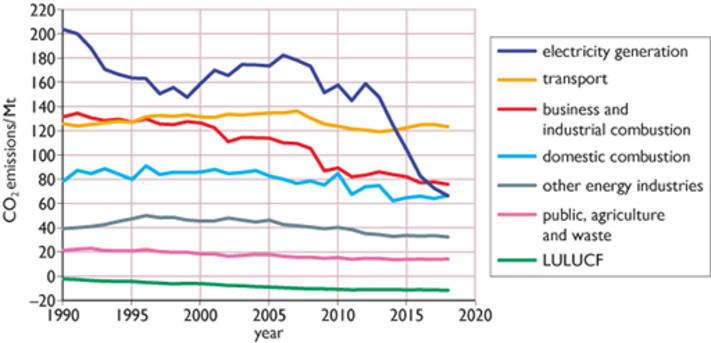 220
200
180
160
140
120
100
80
60
40
20
0
−20
CO2 emissions/Mt
1990
1995
2000
2005
2010
2015
2020
year
electricity generation
transport
business and
industrial combustion
domestic combustion
other energy industries
public, agriculture
and waste
LULUCF